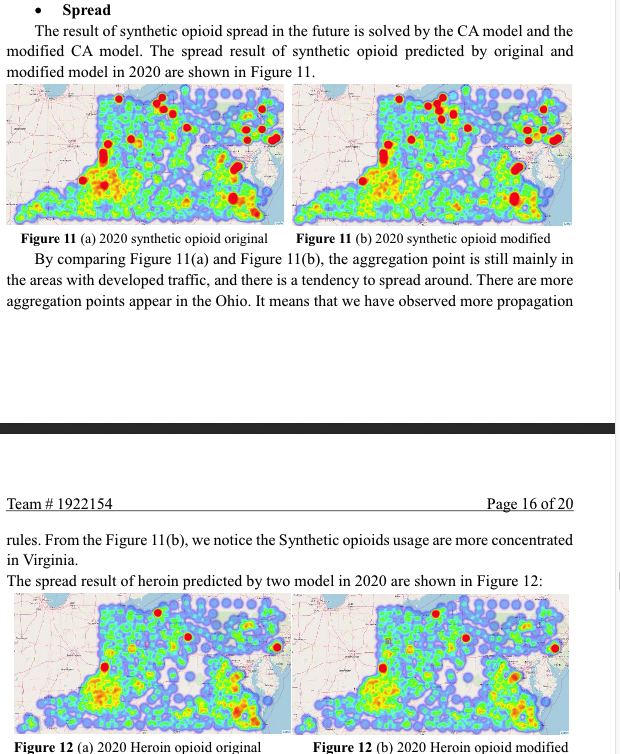 • Spread
The result of synthetic opioid spread in the future is solved by the CA model and the
modified CA model. The spread result of synthetic opioid predicted by original and
modified model in 2020 are shown in Figure 11.
Figure 11 (a) 2020 synthetic opioid original
Figure 11 (b) 2020 synthetic opioid modified
By comparing Figure 11(a) and Figure 11(b), the aggregation point is still mainly in
the areas with developed traffic, and there is a tendency to spread around. There are more
aggregation points appear in the Ohio. It means that we have observed more propagation
Team # 1922154
Page 16 of 20
rules. From the Figure 11(b), we notice the Synthetic opioids usage are more concentrated
in Virginia.
The spread result of heroin predicted by two model in 2020 are shown in Figure 12:
Figure 12 (a) 2020 Heroin opioid original
Figure 12 (b) 2020 Heroin opioid modified